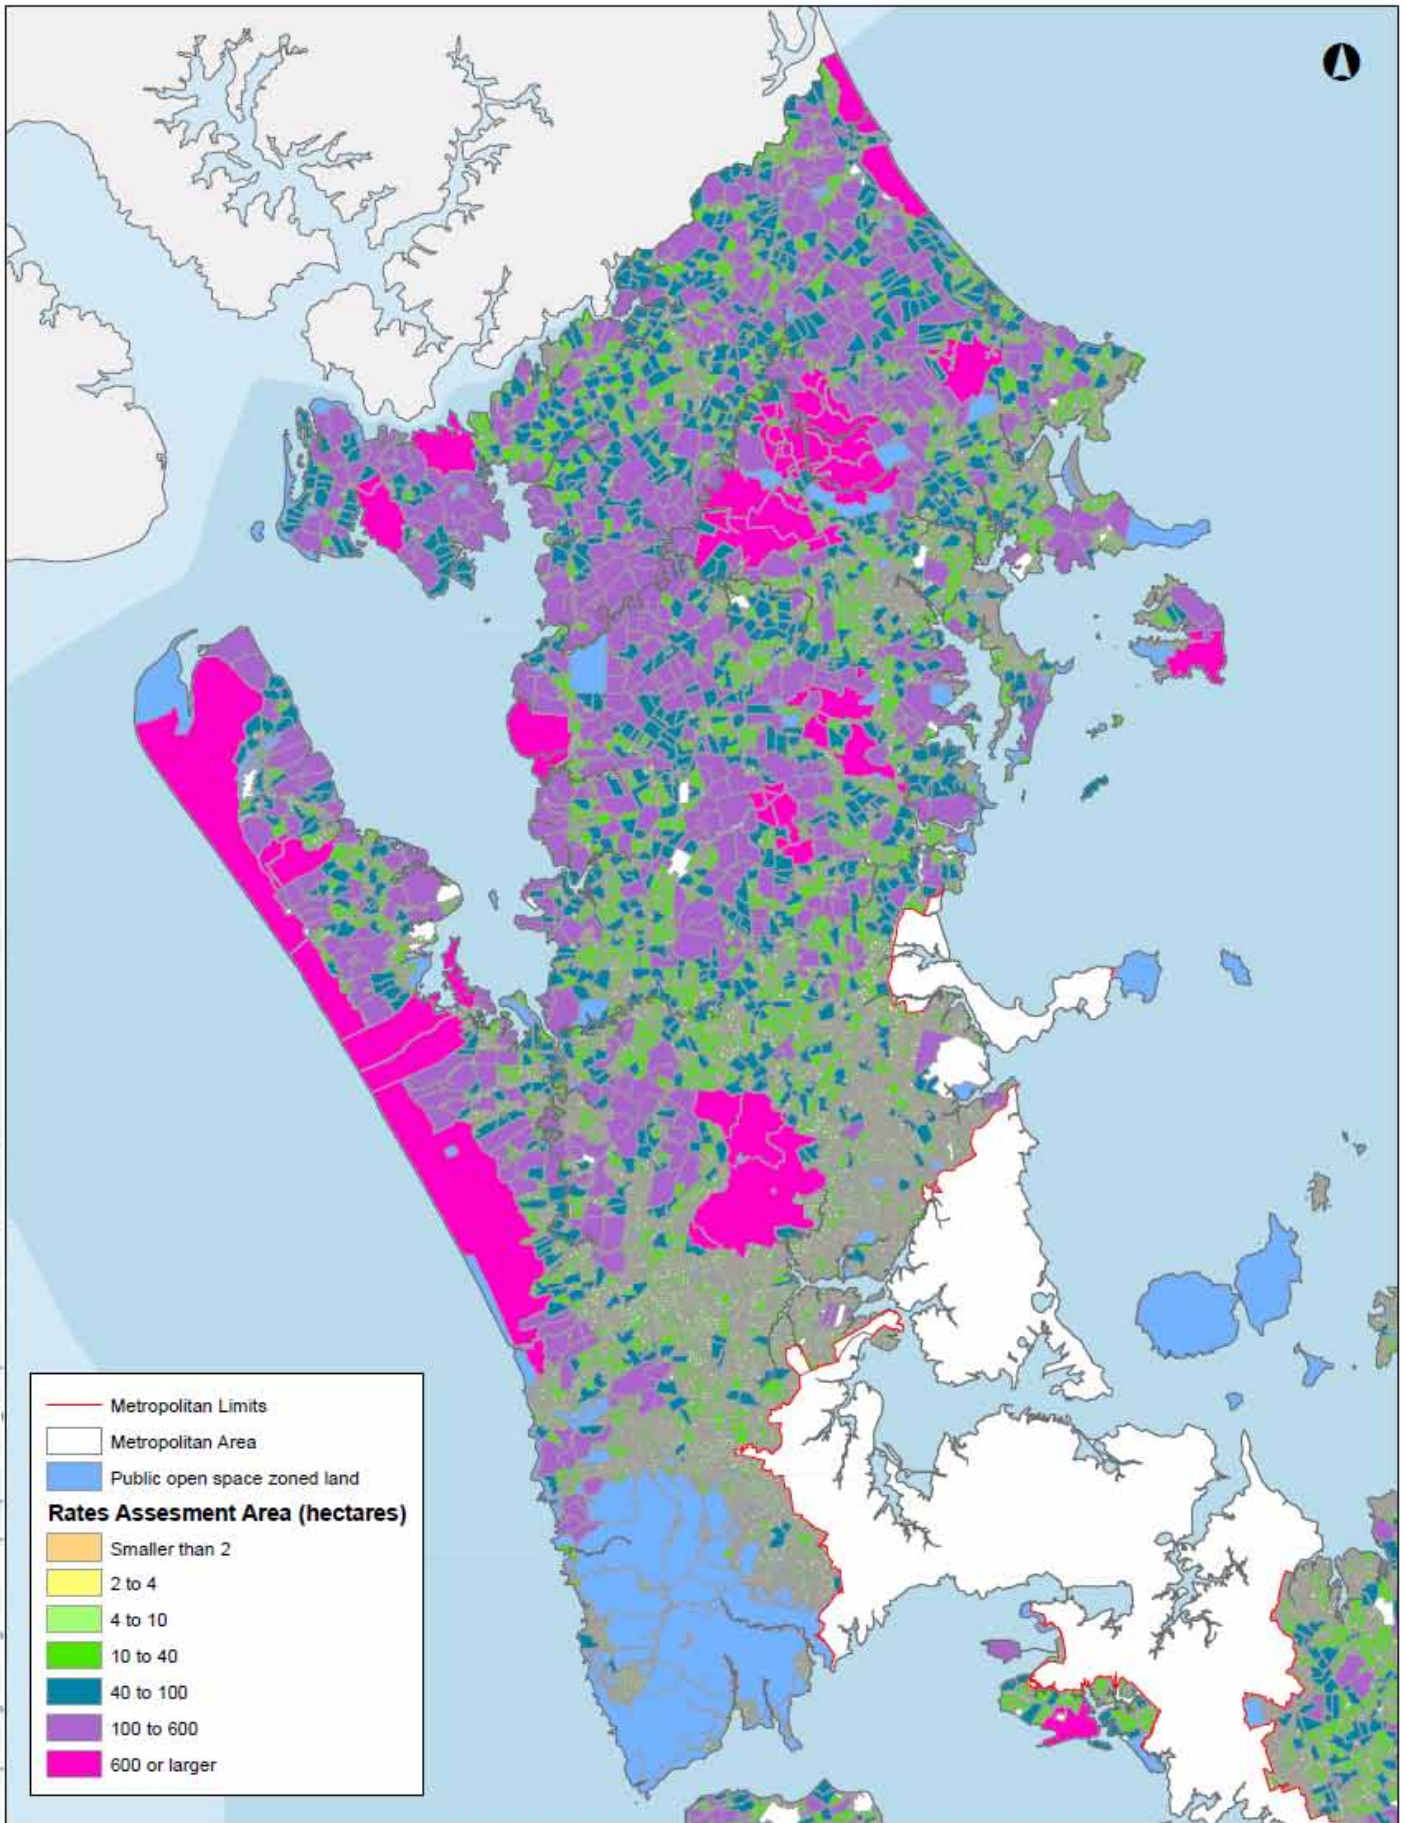 Metropolitan Limits
Metropolitan Area
Public open space zoned land
Rates Assesment Area (hectares)
Smaller than 2
2 to 4
4 to 10
10 to 40
40 to 100
100 to 600
600 or larger